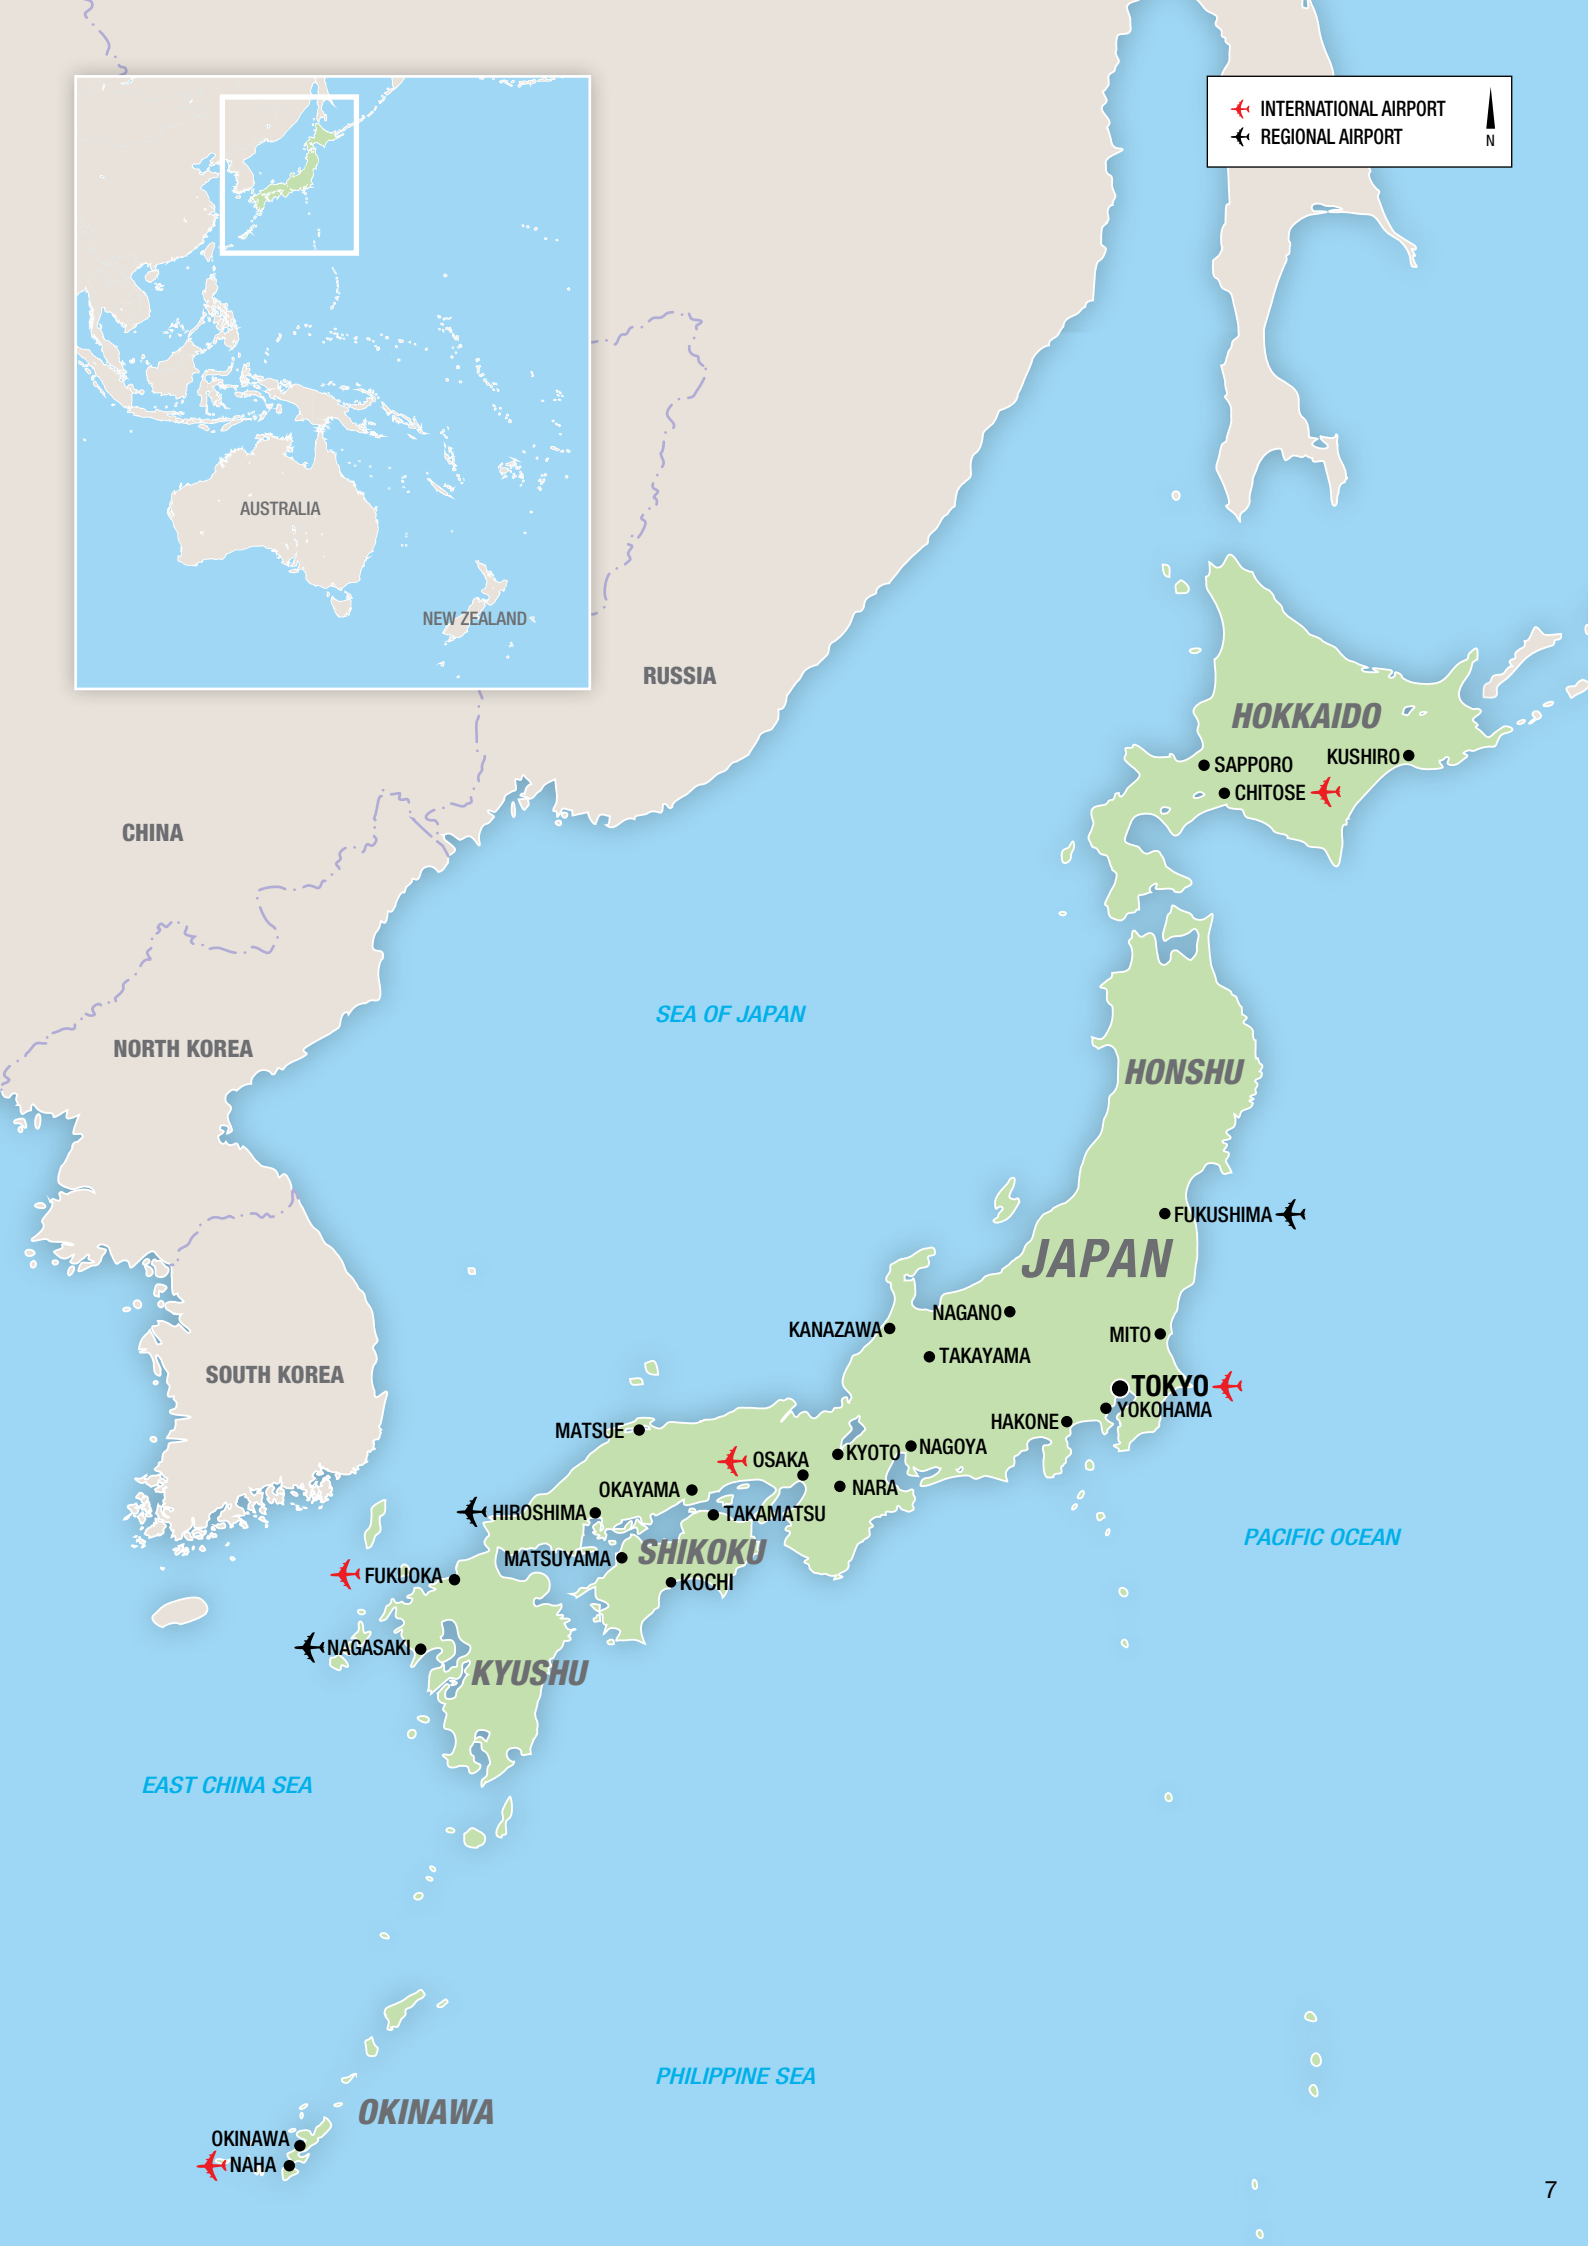 INTERNATIONAL AIRPORT
REGIONAL AIRPORT
N
AUSTRALIA
NEW ZEALAND
RUSSIA
HOKKAIDO
SAPPORO
KUSHIRO
CHITOSE
CHINA
SEA OF JAPAN
NORTH KOREA
HONSHU
FUKUSHIMA
JAPAN
NAGANO
KANAZAWA
MITO
TAKAYAMA
SOUTH KOREA
TOKYO
YOKOHAMA
HAKONE
MATSUE
NAGOYA
KYOTO
OSAKA
NARA
OKAYAMA
HIROSHIMA
TAKAMATSU
PACIFIC OCEAN
SHIKOKU
MATSUYAMA
FUKUOKA
KOCHI
NAGASAKI
KYUSHU
EAST CHINA SEA
PHILIPPINE SEA
OKINAWA
OKINAWA
NAHA
7